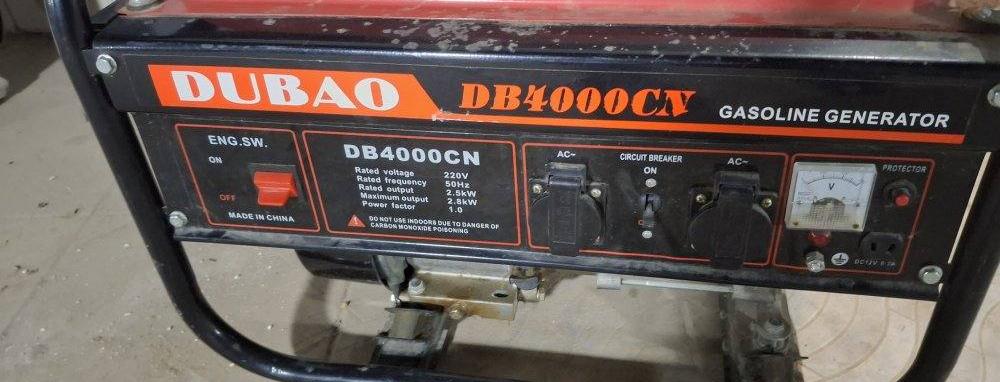 DUBAO
DB4000CN
GASOLINE GENERATOR
ENG.SW.
ON
OFF
MADE IN CHINA
DB4000CN
Rated voltage 220V
Rated frequency 50Hz
Rated output 2.5kW
Maximum output 2.8kW
Power factor 1.0
DO NOT USE INDOORS DUE TO DANGER OF
CARBON MONOXIDE POISONING
AC~
CIRCUIT BREAKER
ON
AC~
V
PROTECTOR